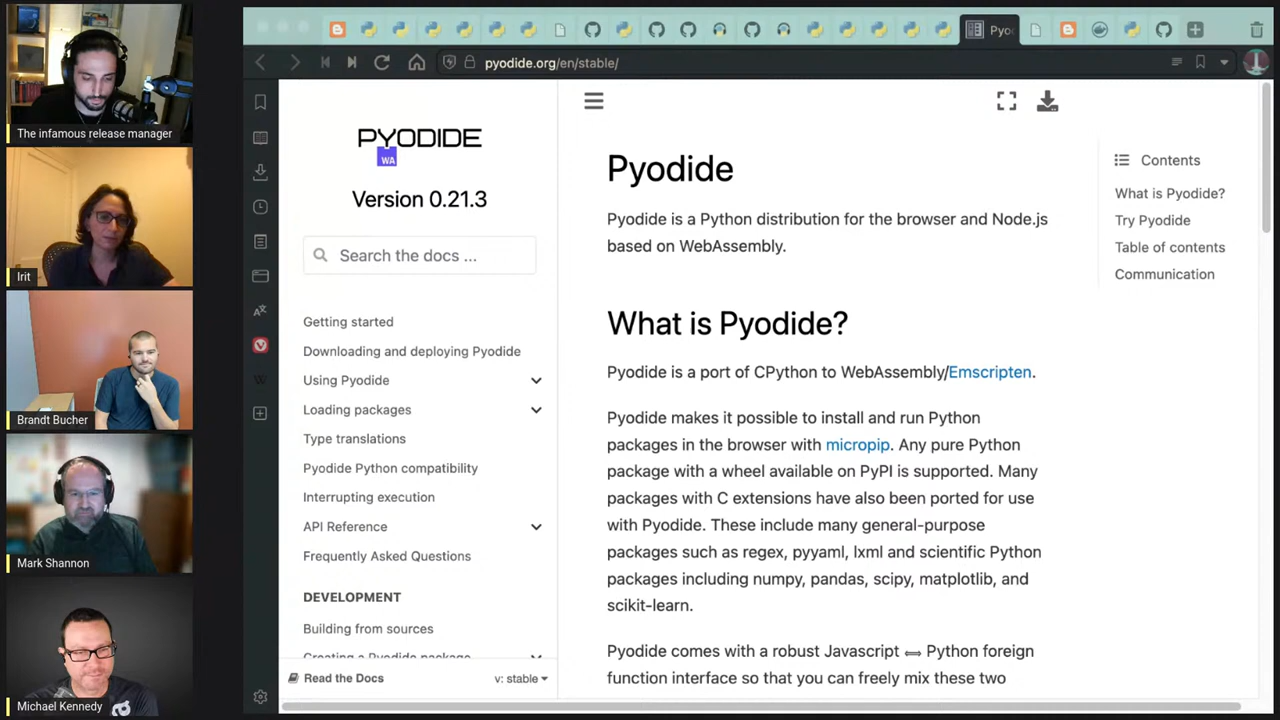 The infamous release manager
Irit
Brandt Bucher
Mark Shannon
Michael Kennedy
Pyo
pyodide.org/en/stable/
PYODIDE
WA
Version 0.21.3
Search the docs ...
Getting started
Downloading and deploying Pyodide
Using Pyodide
Loading packages
Type translations
Pyodide Python compatibility
Interrupting execution
API Reference
Frequently Asked Questions
DEVELOPMENT
Building from sources
Creating a Pyodide package
Read the Docs
v: stable
Pyodide
Pyodide is a Python distribution for the browser and Node.js
based on WebAssembly.
What is Pyodide?
Pyodide is a port of CPython to WebAssembly/Emscripten.
Pyodide makes it possible to install and run Python
packages in the browser with micropip. Any pure Python
package with a wheel available on PyPI is supported. Many
packages with C extensions have also been ported for use
with Pyodide. These include many general-purpose
packages such as regex, pyyaml, lxml and scientific Python
packages including numpy, pandas, scipy, matplotlib, and
scikit-learn.
Pyodide comes with a robust Javascript ⟺ Python foreign
function interface so that you can freely mix these two
Contents
What is Pyodide?
Try Pyodide
Table of contents
Communication